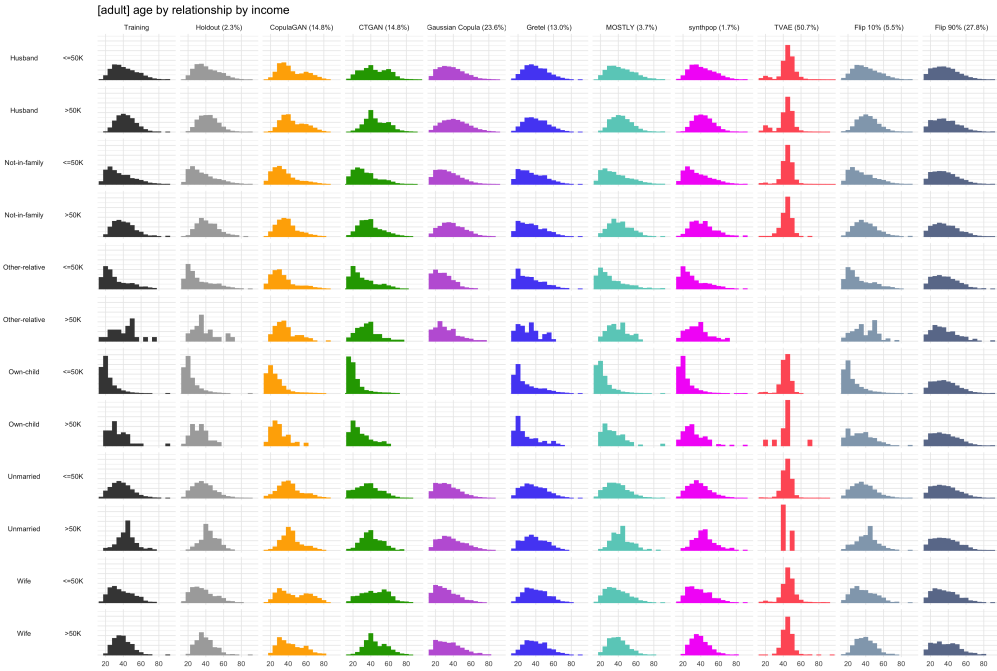 [adult] age by relationship by income
Training Holdout (2.3%) CopulaGAN (14.8%) CTGAN (14.8%) Gaussian Copula (23.6%) Gretel (13.0%) MOSTLY (3.7%) synthpop (1.7%) TVAE (50.7%) Flip 10% (5.5%) Flip 90% (27.8%)
Husband <=50K
Husband >50K
Not-in-family <=50K
Not-in-family >50K
Other-relative <=50K
Other-relative >50K
Own-child <=50K
Own-child >50K
Unmarried <=50K
Unmarried >50K
Wife <=50K
Wife >50K
20 40 60 80 20 40 60 80 20 40 60 80 20 40 60 80 20 40 60 80 20 40 60 80 20 40 60 80 20 40 60 80 20 40 60 80 20 40 60 80 20 40 60 80